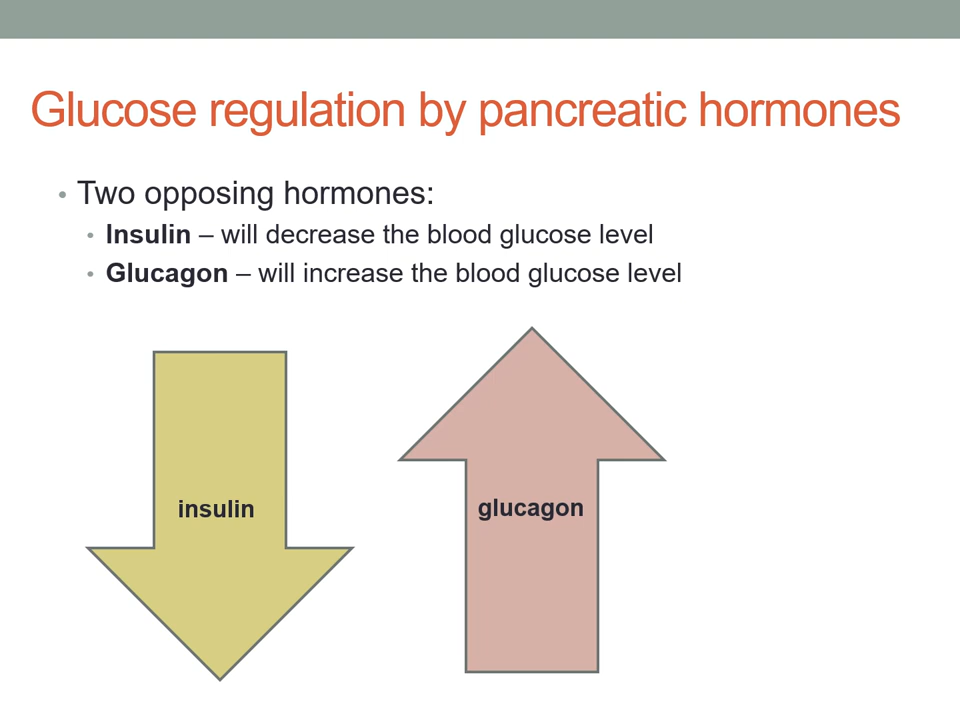 Glucose regulation by pancreatic hormones
• Two opposing hormones:
• Insulin – will decrease the blood glucose level
• Glucagon – will increase the blood glucose level
insulin
glucagon